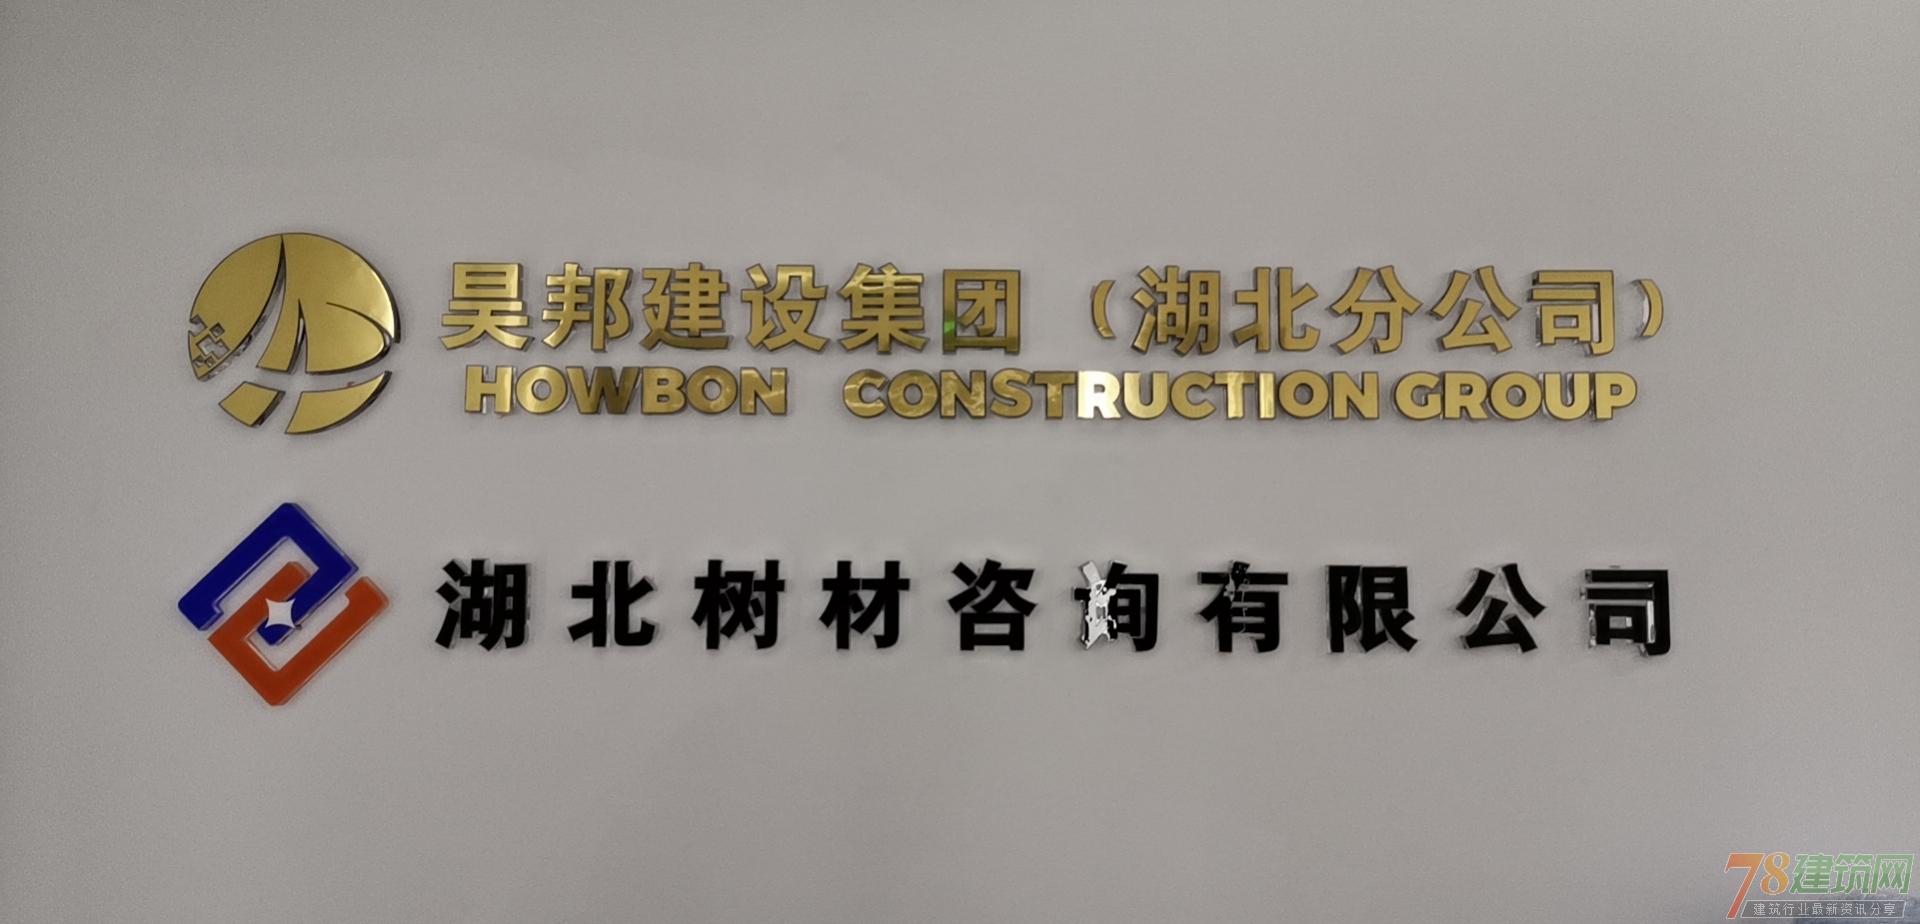 昊邦建设集团（湖北分公司）
HOWBON CONSTRUCTION GROUP
湖北树材咨询有限公司
78建筑网
建筑行业最新资讯分享